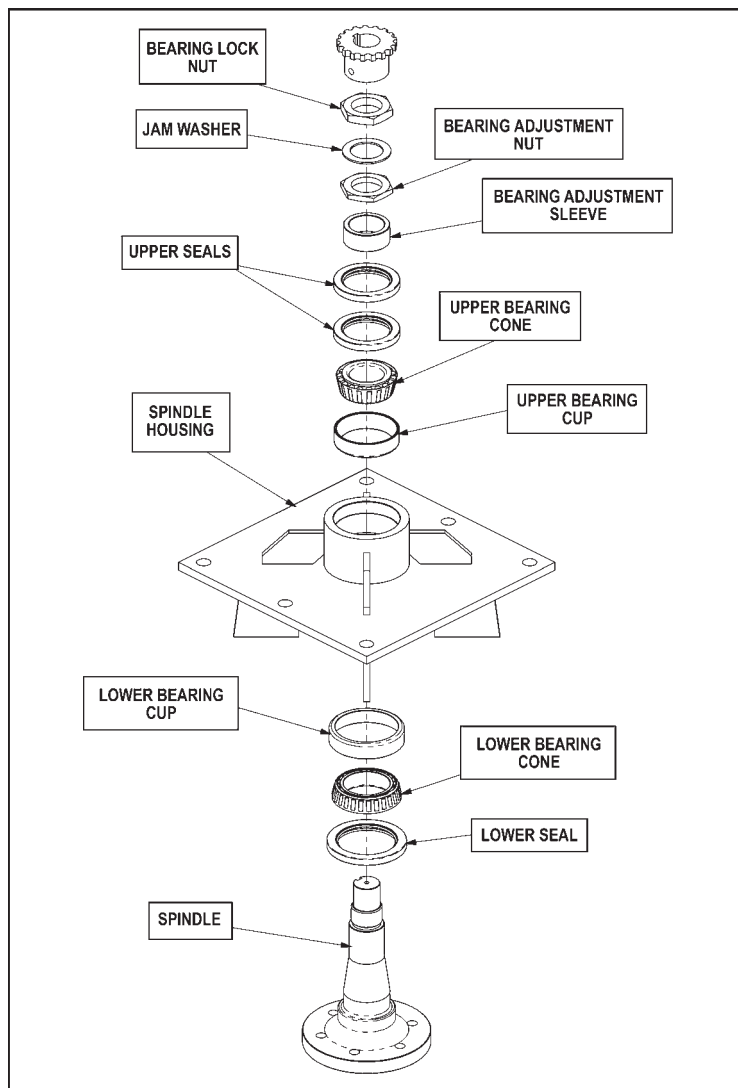 BEARING LOCK
NUT
JAM WASHER
BEARING ADJUSTMENT
NUT
BEARING ADJUSTMENT
SLEEVE
UPPER SEALS
UPPER BEARING
CONE
SPINDLE
HOUSING
UPPER BEARING
CUP
LOWER BEARING
CUP
LOWER BEARING
CONE
LOWER SEAL
SPINDLE